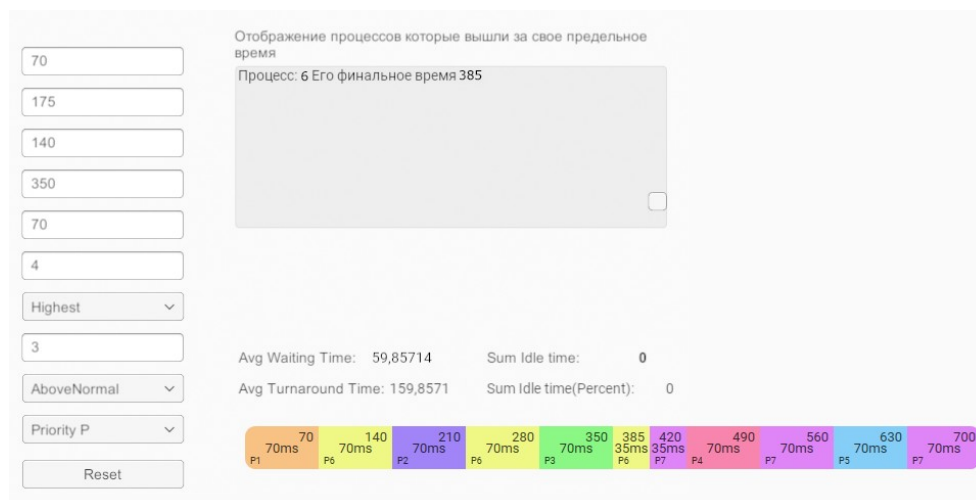 70
175
140
350
70
4
Highest
3
AboveNormal
Priority P
Reset
Отображение процессов которые вышли за свое предельное
время
Процесс: 6 Его финальное время 385
Avg Waiting Time: 59,85714 Sum Idle time: 0
Avg Turnaround Time: 159,8571 Sum Idle time(Percent): 0
70 140 210 280 350 385 420 490 560 630 700
70ms 70ms 70ms 70ms 70ms 35ms 35ms 70ms 70ms 70ms 70ms
P1 P6 P2 P6 P3 P6 P7 P4 P7 P5 P7